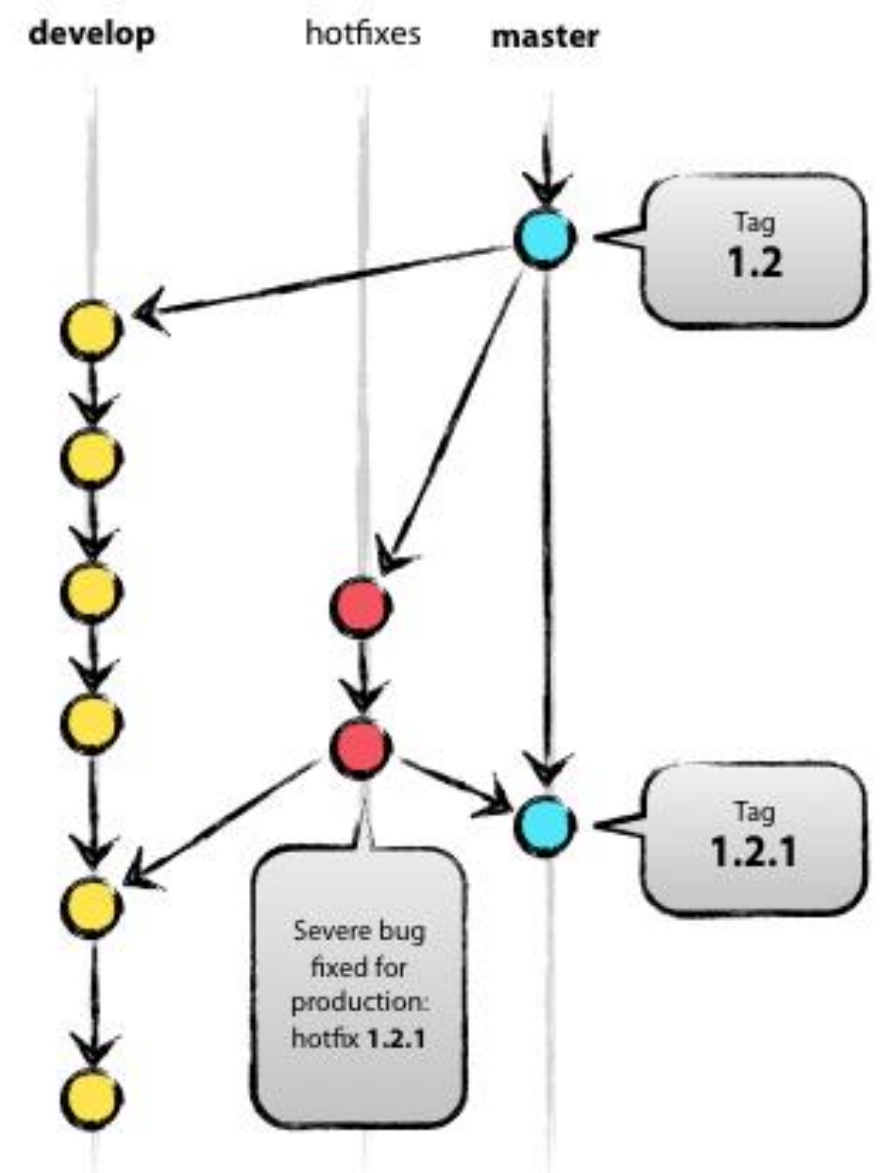 develop
hotfixes
master
Tag
1.2
Severe bug
fixed for
production:
hotfix 1.2.1
Tag
1.2.1